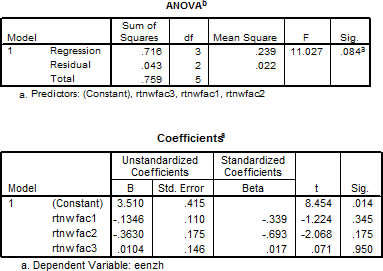 ANOVAb
Model Sum of Squares df Mean Square F Sig.
1 Regression .716 3 .239 11.027 .084a
Residual .043 2 .022
Total .759 5
a. Predictors: (Constant), rtnwfac3, rtnwfac1, rtnwfac2
Coefficientsa
Unstandardized Coefficients Standardized Coefficients
Model B Std. Error Beta t Sig.
1 (Constant) 3.510 .415 8.454 .014
rtnwfac1 -.1346 .110 -.339 -1.224 .345
rtnwfac2 -.3630 .175 -.693 -2.068 .175
rtnwfac3 .0104 .146 .017 .071 .950
a. Dependent Variable: eenzh